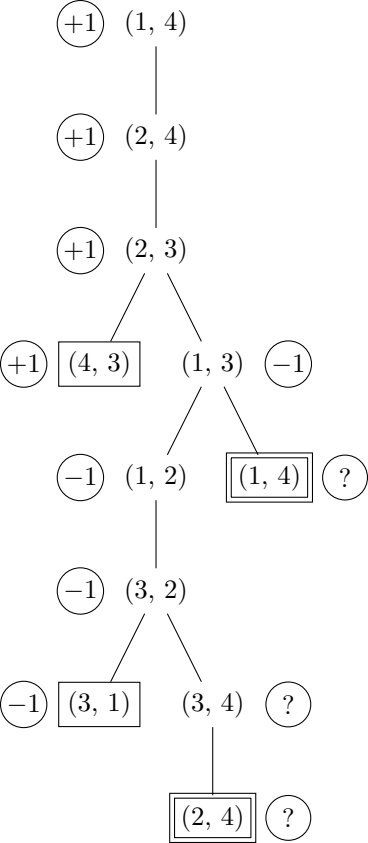 +1 (1, 4)
+1 (2, 4)
+1 (2, 3)
+1 (4, 3) (1, 3) −1
−1 (1, 2) (1, 4) ?
−1 (3, 2)
−1 (3, 1) (3, 4) ?
(2, 4) ?